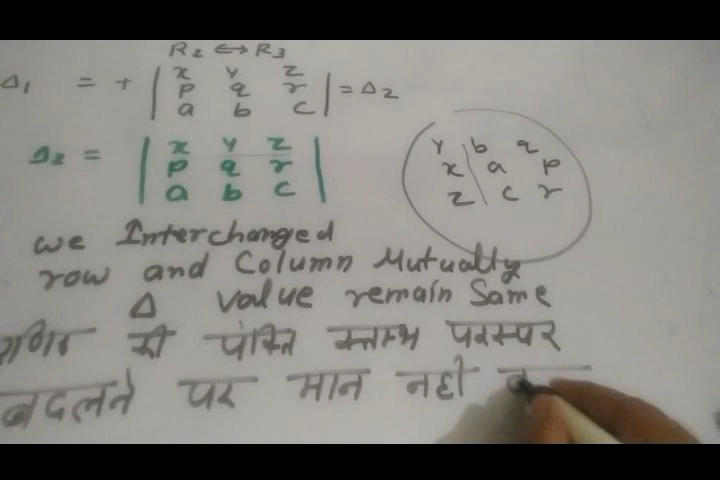 R2 ↔ R3
Δ1 = + | x y z |
| p q r | = Δ2
| a b c |
Δ2 = | x y z |
| p q r |
| a b c |
y b q
x a p
z c r
we Interchanged
row and Column Mutually
Δ value remain Same
की पंक्ति स्तम्भ परस्पर
बदलने पर मान नही ब